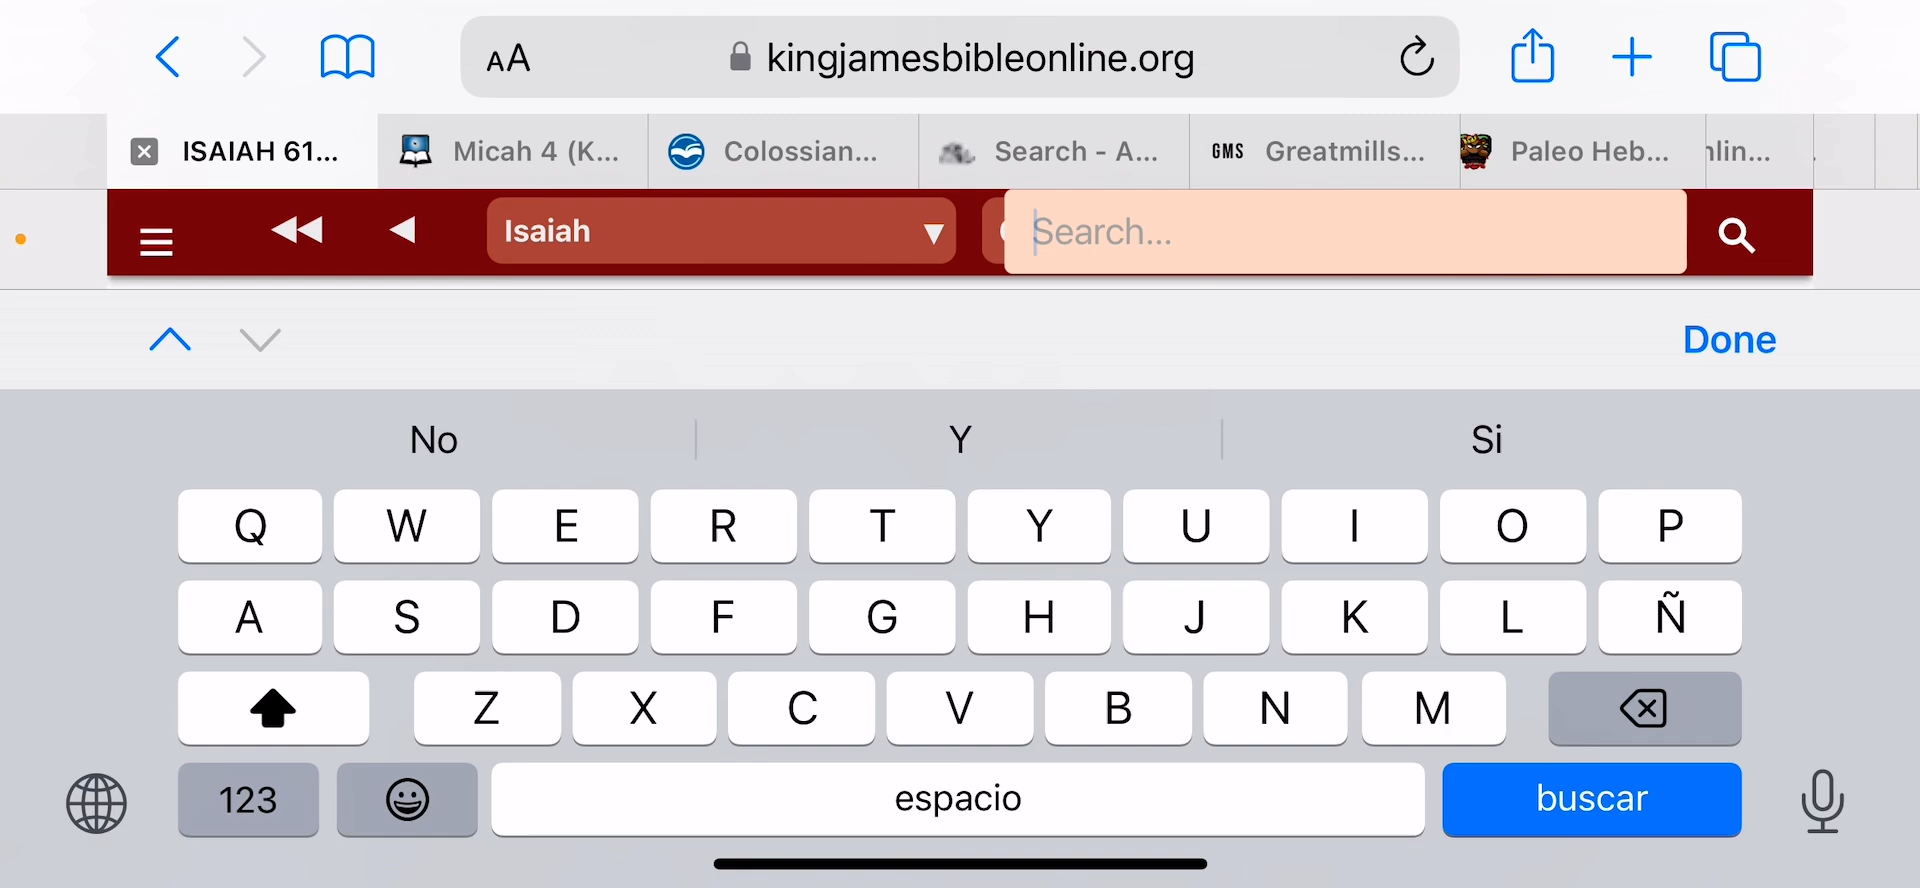 AA kingjamesbibleonline.org
ISAIAH 61... Micah 4 (K... Colossian... Search - A... GMS Greatmills... Paleo Heb... nlin...
Isaiah Search...
Done
No Y Si
Q W E R T Y U I O P
A S D F G H J K L Ñ
Z X C V B N M
123 espacio buscar